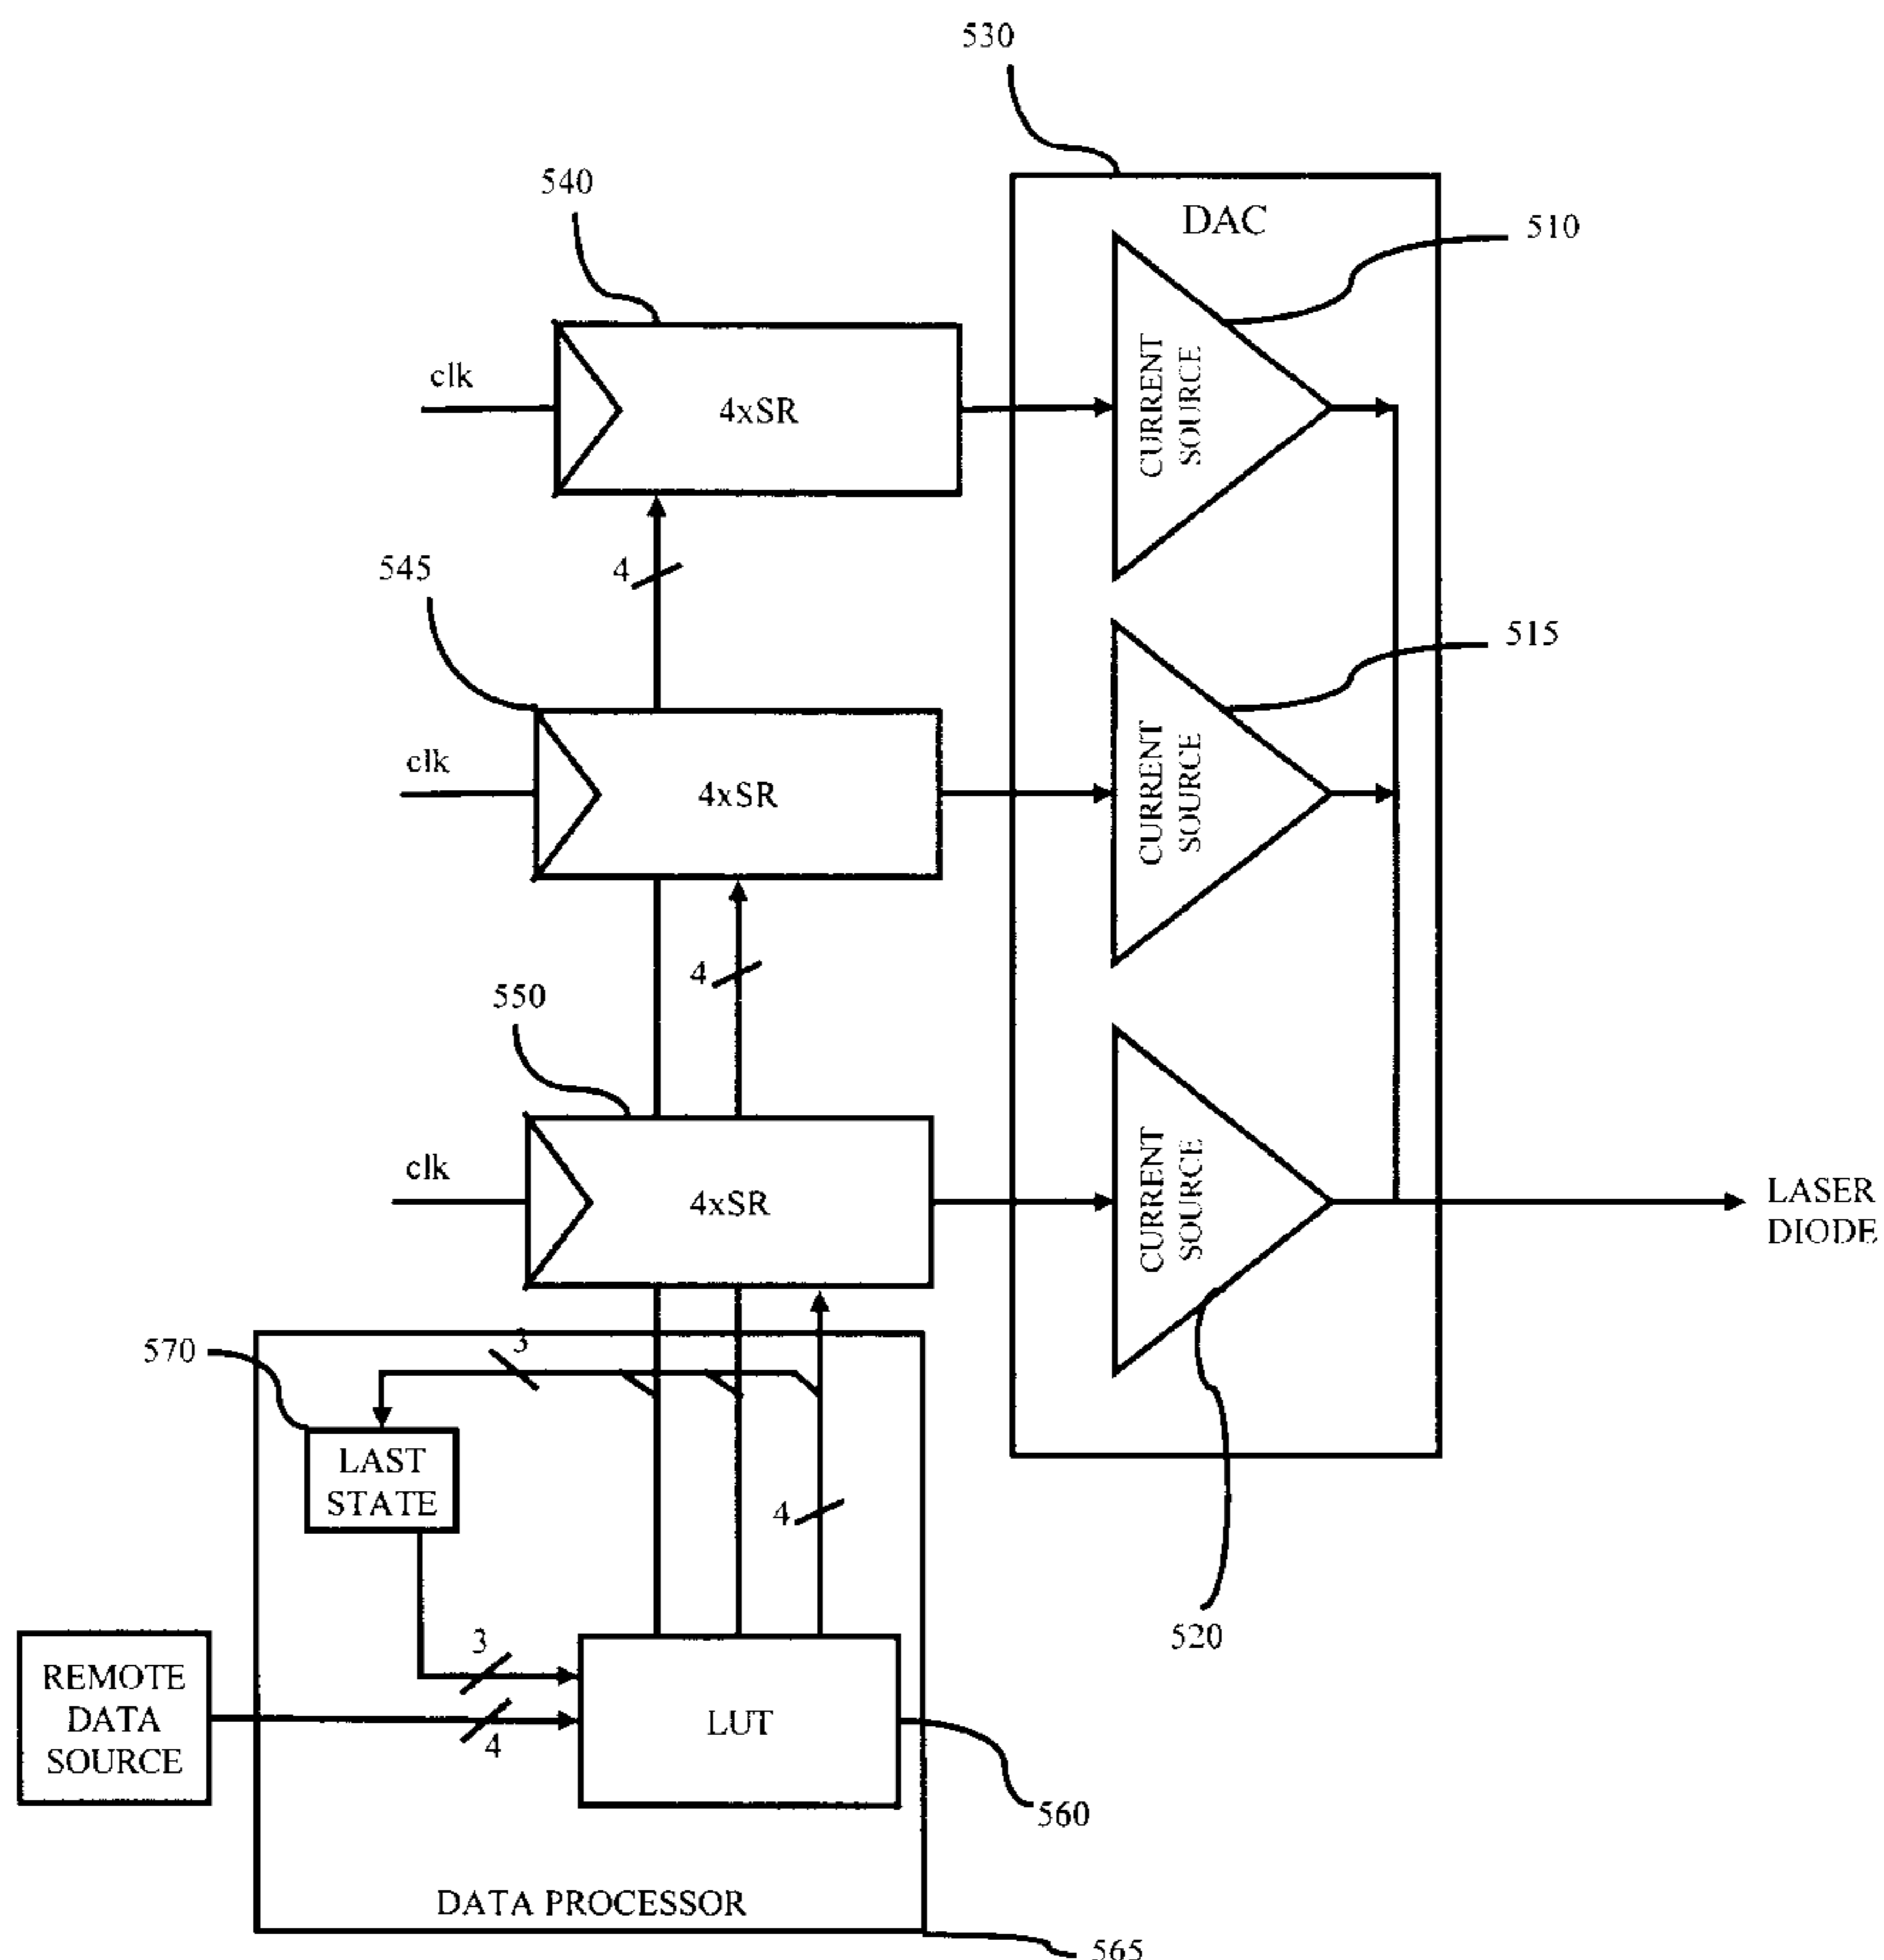 530
540
DAC
510
clk
4xSR
CURRENT
SOURCE
4
545
515
clk
4xSR
CURRENT
SOURCE
4
550
clk
4xSR
CURRENT
SOURCE
LASER
DIODE
570
3
LAST
STATE
4
520
3
REMOTE
DATA
SOURCE
4
LUT
560
DATA PROCESSOR
565